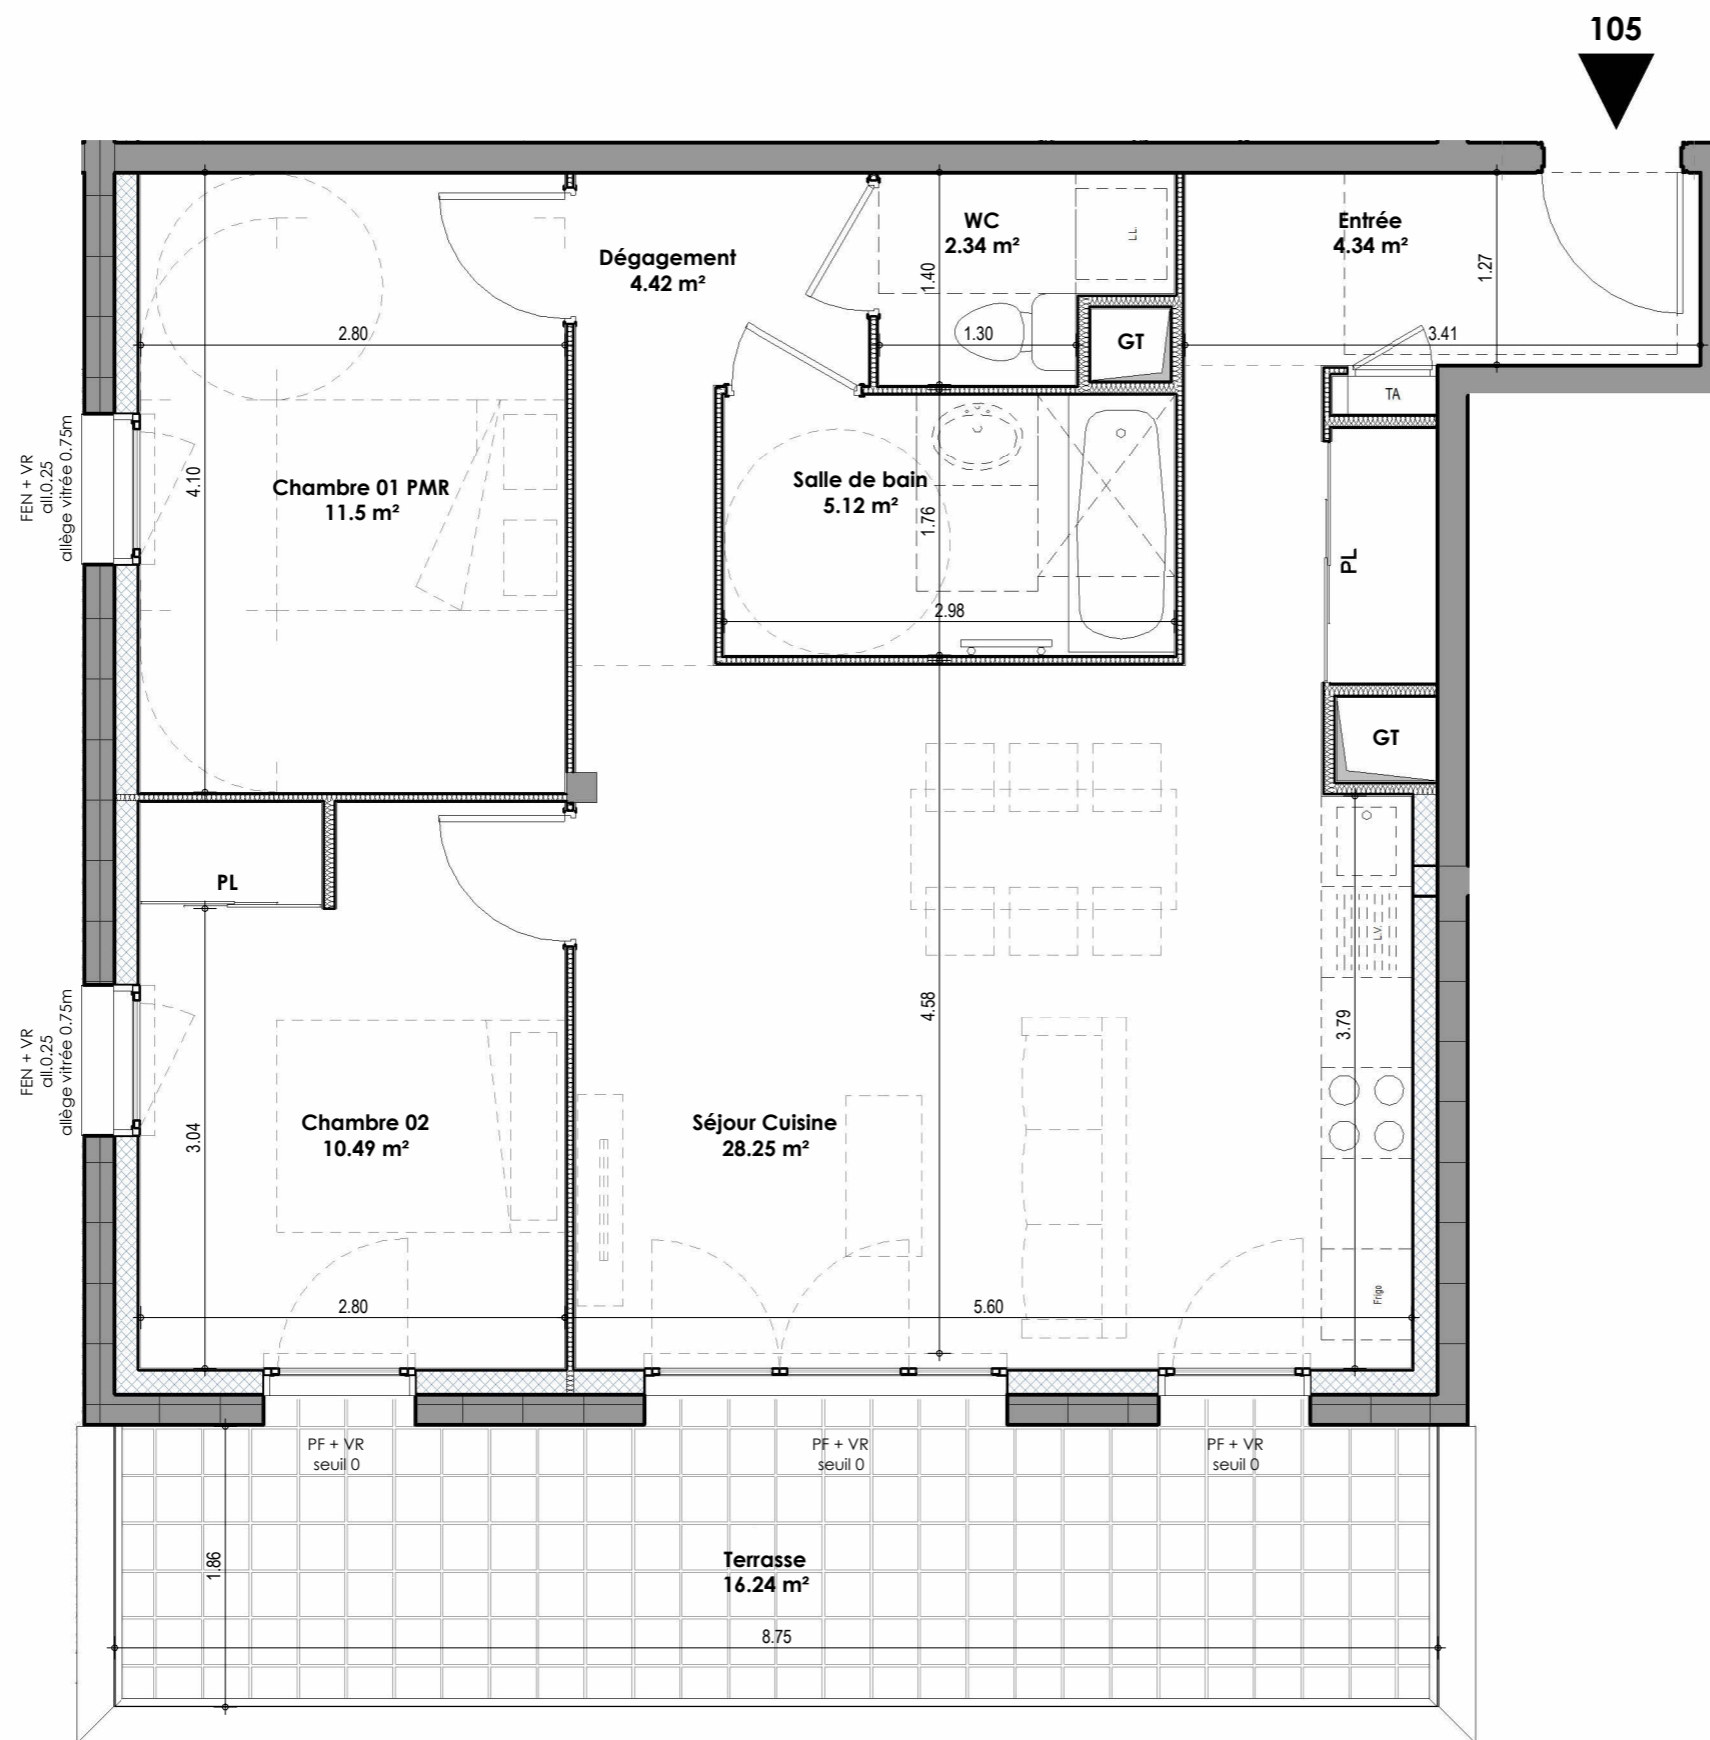 105
WC
2.34 m²
LL
Entrée
4.34 m²
Dégagement
4.42 m²
1.40
1.27
2.80
1.30
GT
3.41
TA
FEN + VR
all.0.25
allège vitrée 0.75m
4.10
Chambre 01 PMR
11.5 m²
Salle de bain
5.12 m²
1.76
PL
2.98
GT
PL
L.V.
FEN + VR
all.0.25
allège vitrée 0.75m
4.58
3.79
3.04
Chambre 02
10.49 m²
Séjour Cuisine
28.25 m²
Frigo
2.80
5.60
PF + VR
seuil 0
PF + VR
seuil 0
PF + VR
seuil 0
1.86
Terrasse
16.24 m²
8.75